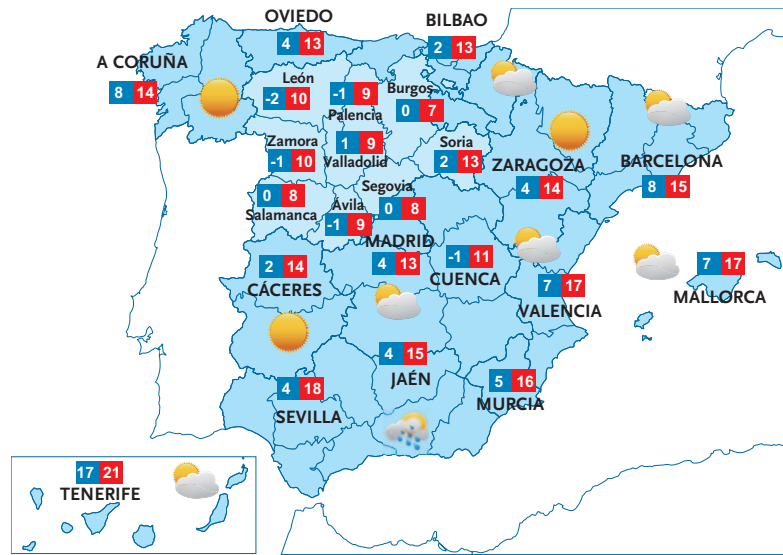 OVIEDO
4 13
BILBAO
2 13
A CORUÑA
8 14
León
-2 10
-1 9
Palencia
Burgos
0 7
Zamora
-1 10
1 9
Valladolid
Soria
2 13
ZARAGOZA
4 14
BARCELONA
8 15
0 8
Salamanca
Ávila
-1 9
Segovia
0 8
MADRID
4 13
-1 11
CUENCA
2 14
CÁCERES
7 17
VALENCIA
7 17
MALLORCA
4 15
JAÉN
4 18
SEVILLA
5 16
MURCIA
17 21
TENERIFE